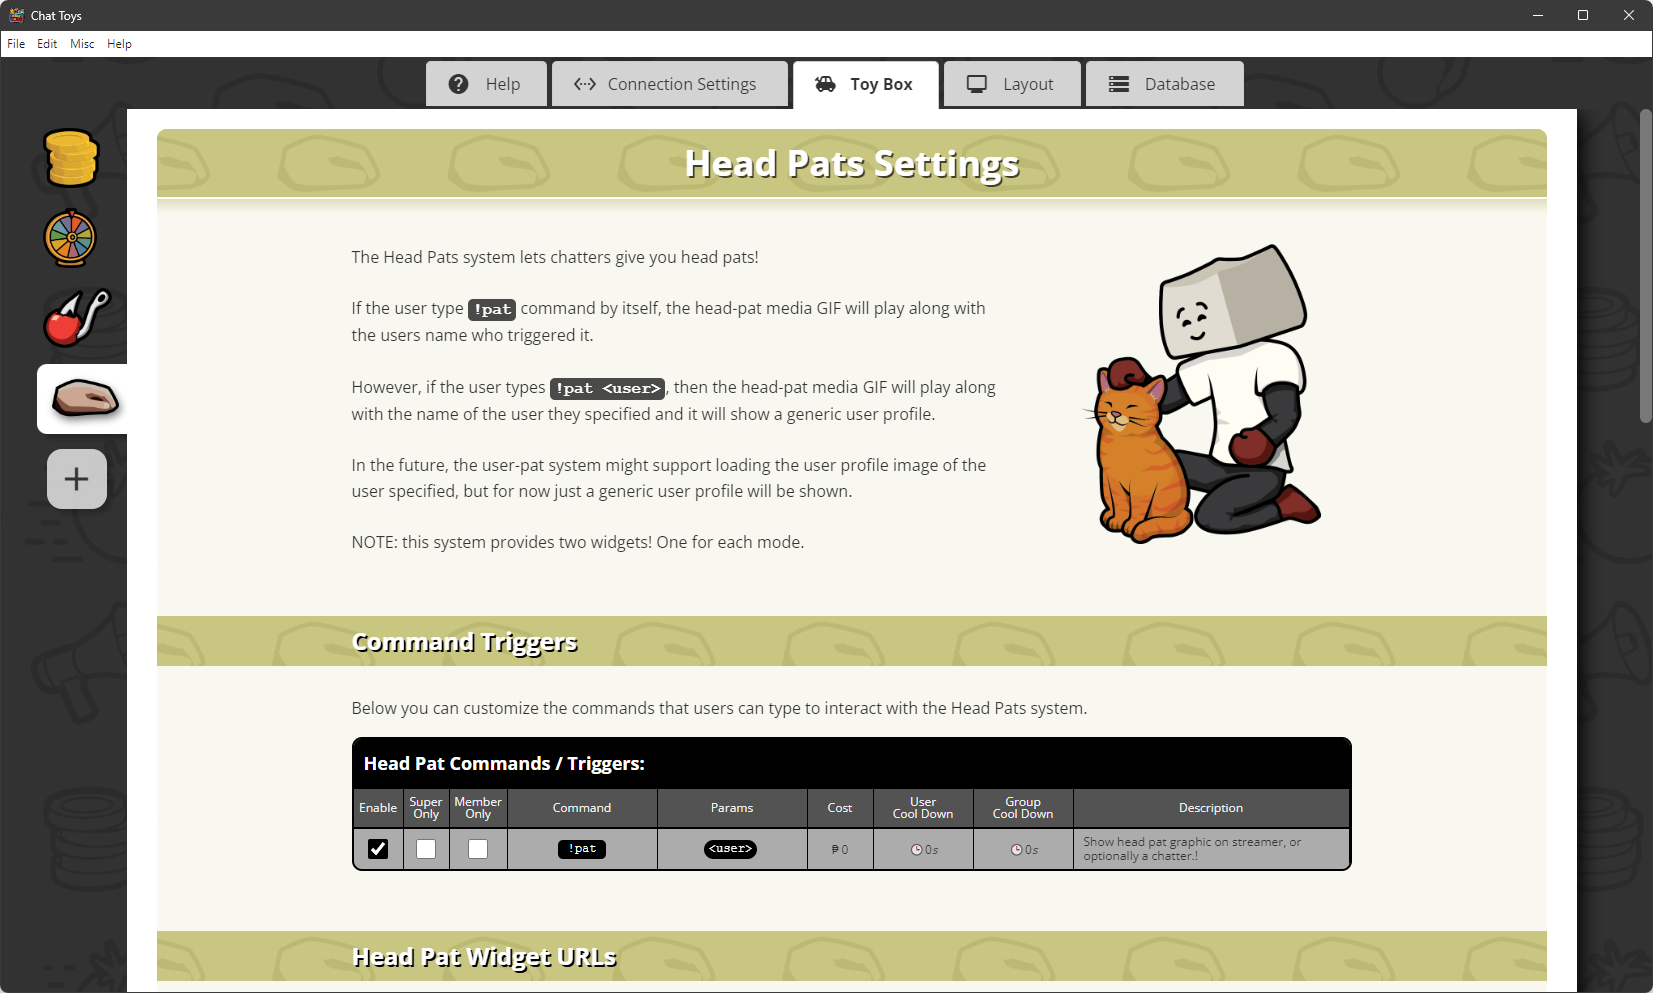 Chat Toys
File Edit Misc Help
Help Connection Settings Toy Box Layout Database
Head Pats Settings
The Head Pats system lets chatters give you head pats!
If the user type !pat command by itself, the head-pat media GIF will play along with
the users name who triggered it.
However, if the user types !pat <user>, then the head-pat media GIF will play along
with the name of the user they specified and it will show a generic user profile.
In the future, the user-pat system might support loading the user profile image of the
user specified, but for now just a generic user profile will be shown.
NOTE: this system provides two widgets! One for each mode.
Command Triggers
Below you can customize the commands that users can type to interact with the Head Pats system.
Head Pat Commands / Triggers:
Enable
Super
Only
Member
Only
Command
Params
Cost
User
Cool Down
Group
Cool Down
Description
!pat
<user>
₱ 0
0s
0s
Show head pat graphic on streamer, or
optionally a chatter.!
Head Pat Widget URLs